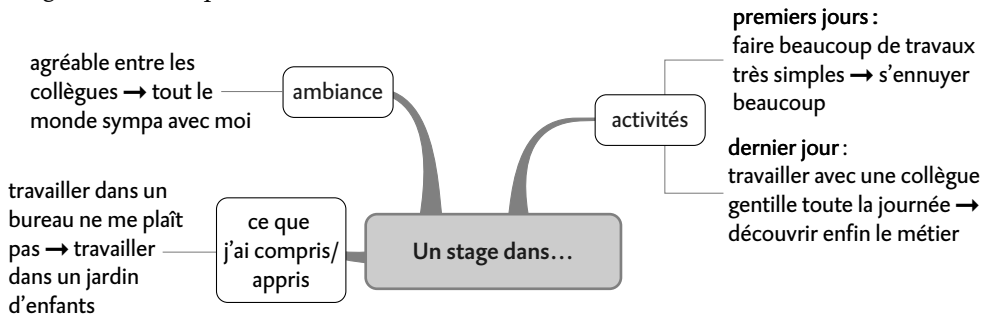 premiers jours :
faire beaucoup de travaux
très simples → s'ennuyer
beaucoup
agréable entre les
collègues → tout le
monde sympa avec moi
ambiance
activités
dernier jour :
travailler avec une collègue
gentille toute la journée →
découvrir enfin le métier
travailler dans un
bureau ne me plaît
pas → travailler
dans un jardin
d'enfants
ce que
j'ai compris/
appris
Un stage dans…